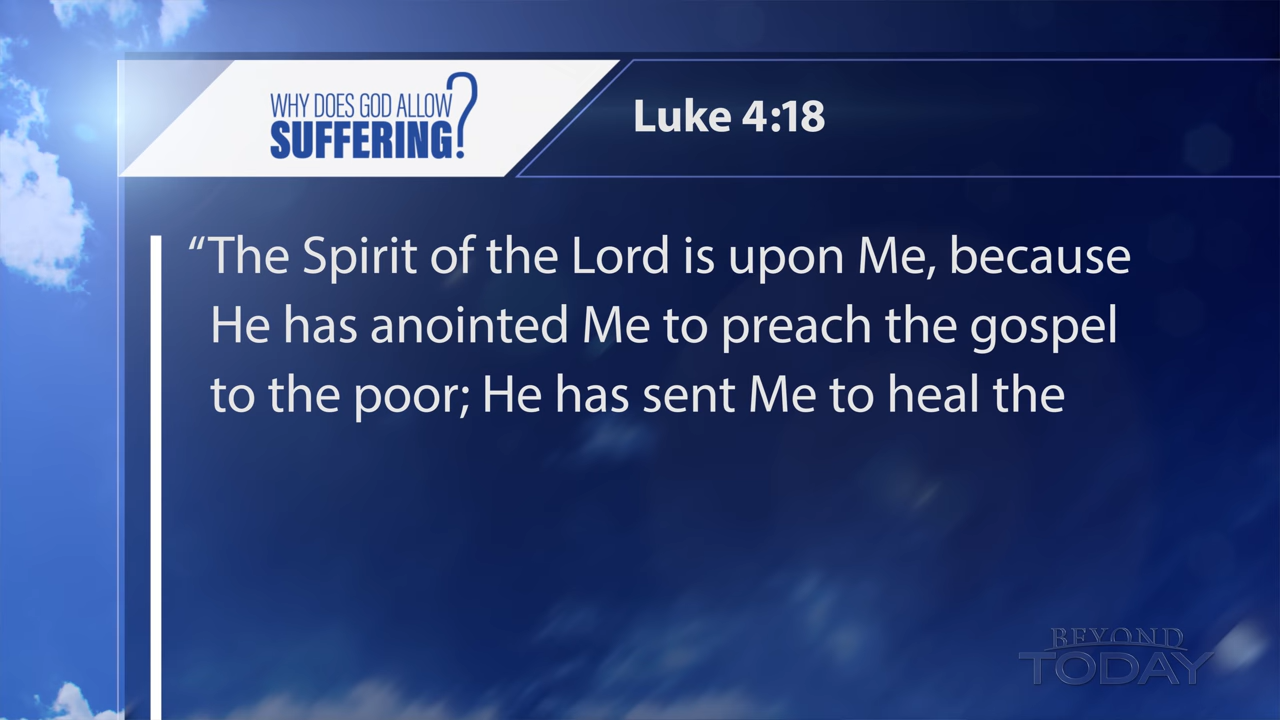 WHY DOES GOD ALLOW
SUFFERING?
Luke 4:18
“The Spirit of the Lord is upon Me, because
He has anointed Me to preach the gospel
to the poor; He has sent Me to heal the
BEYOND
TODAY